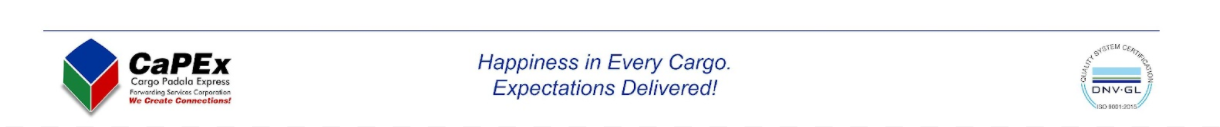 CaPEx
Cargo Padala Express
Forwarding Services Corporation
We Create Connections!
Happiness in Every Cargo.
Expectations Delivered!
QUALITY SYSTEM CERTIFICATION
DNV·GL
ISO 9001:2015